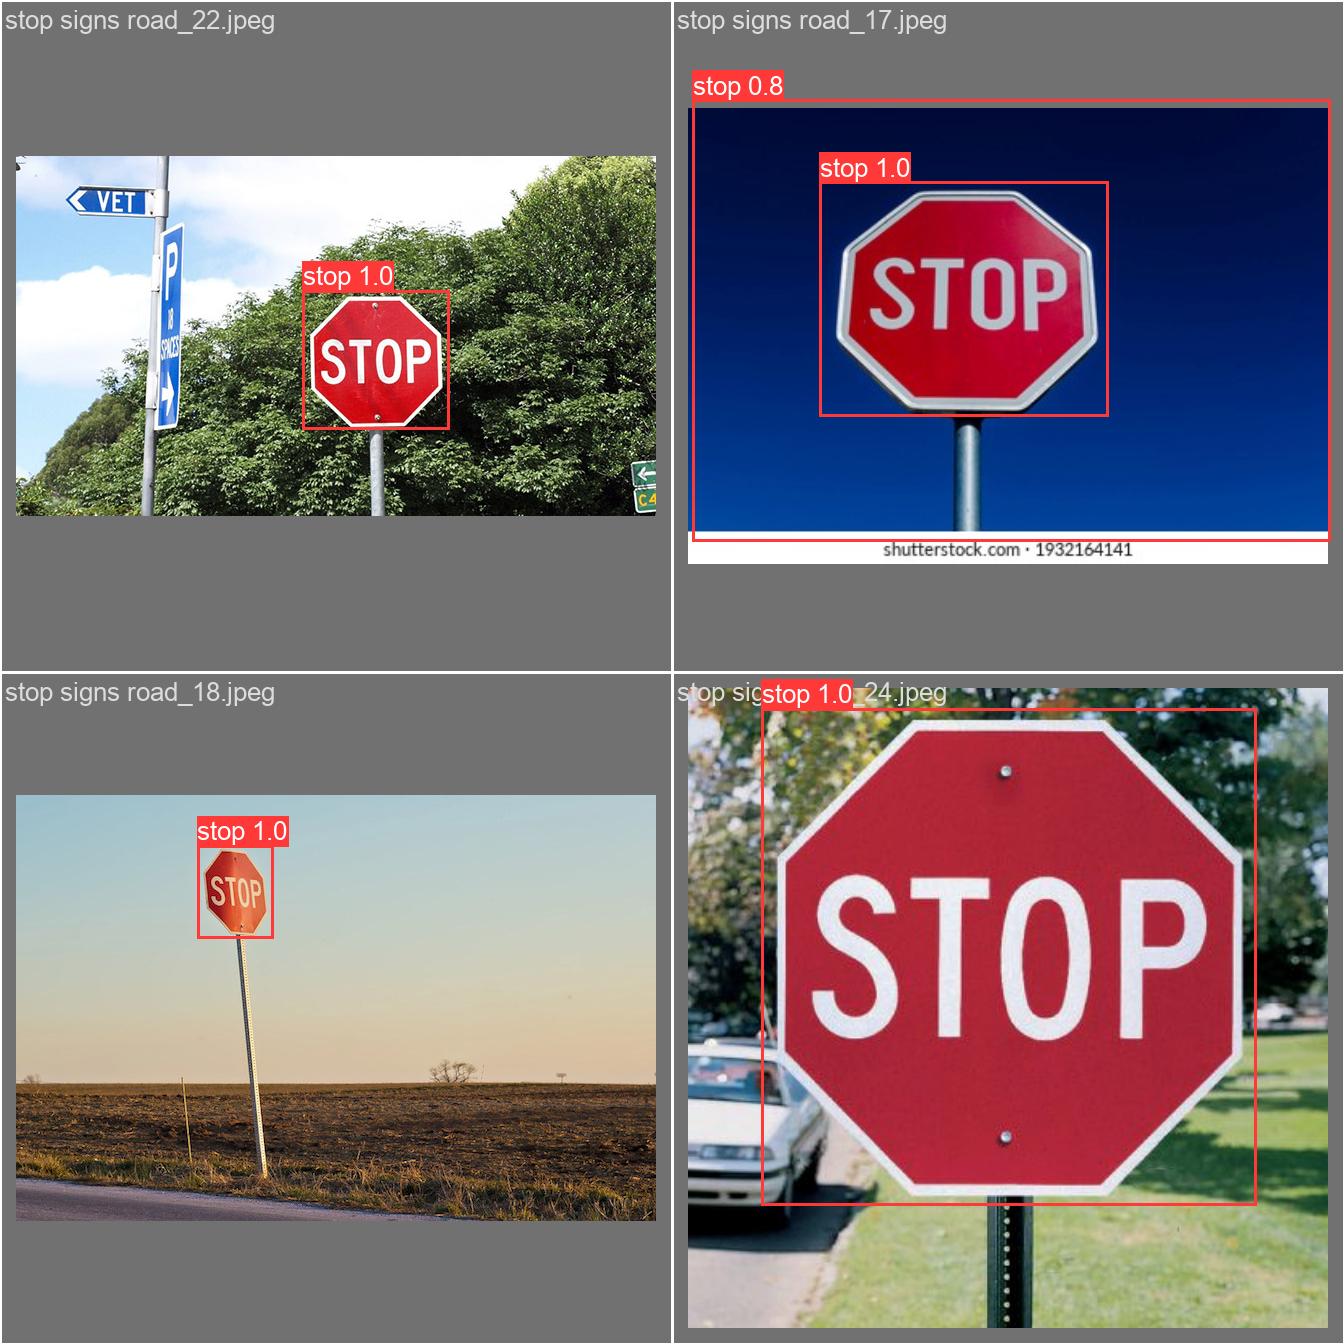 stop signs road_22.jpeg
VET
P
18
SPACES
stop 1.0
STOP
C4
stop signs road_17.jpeg
stop 0.8
stop 1.0
STOP
shutterstock.com · 1932164141
stop signs road_18.jpeg
stop 1.0
STOP
stop sig
stop 1.0
_24.jpeg
STOP